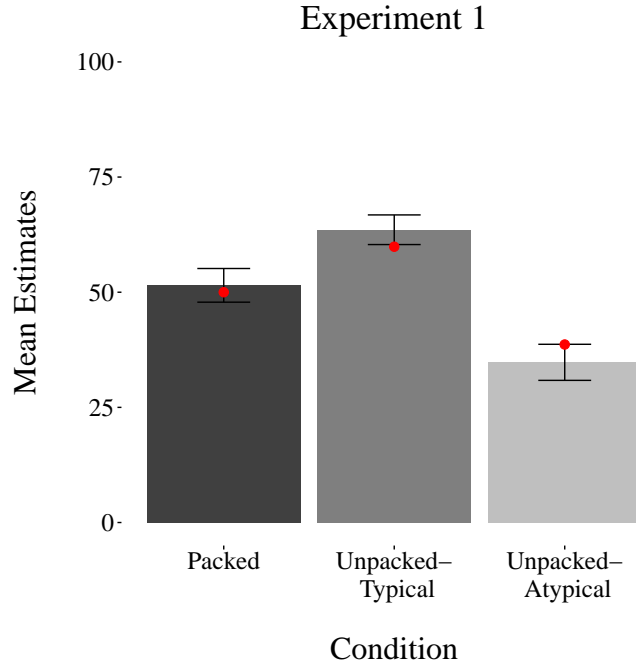 Experiment 1
100
75
50
25
0
Mean Estimates
Packed
Unpacked–
Typical
Unpacked–
Atypical
Condition